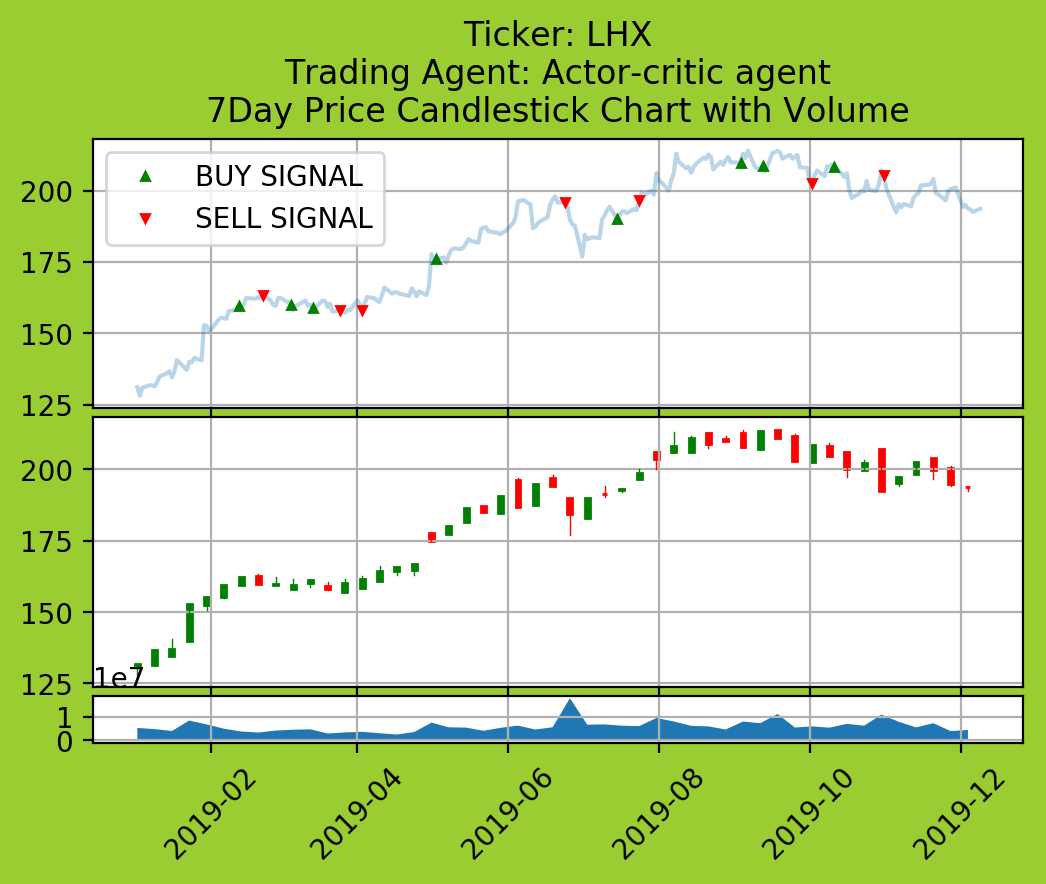 Ticker: LHX
Trading Agent: Actor-critic agent
7Day Price Candlestick Chart with Volume
BUY SIGNAL
SELL SIGNAL
200
175
150
125
200
175
150
125
1e7
1
0
2019-02
2019-04
2019-06
2019-08
2019-10
2019-12